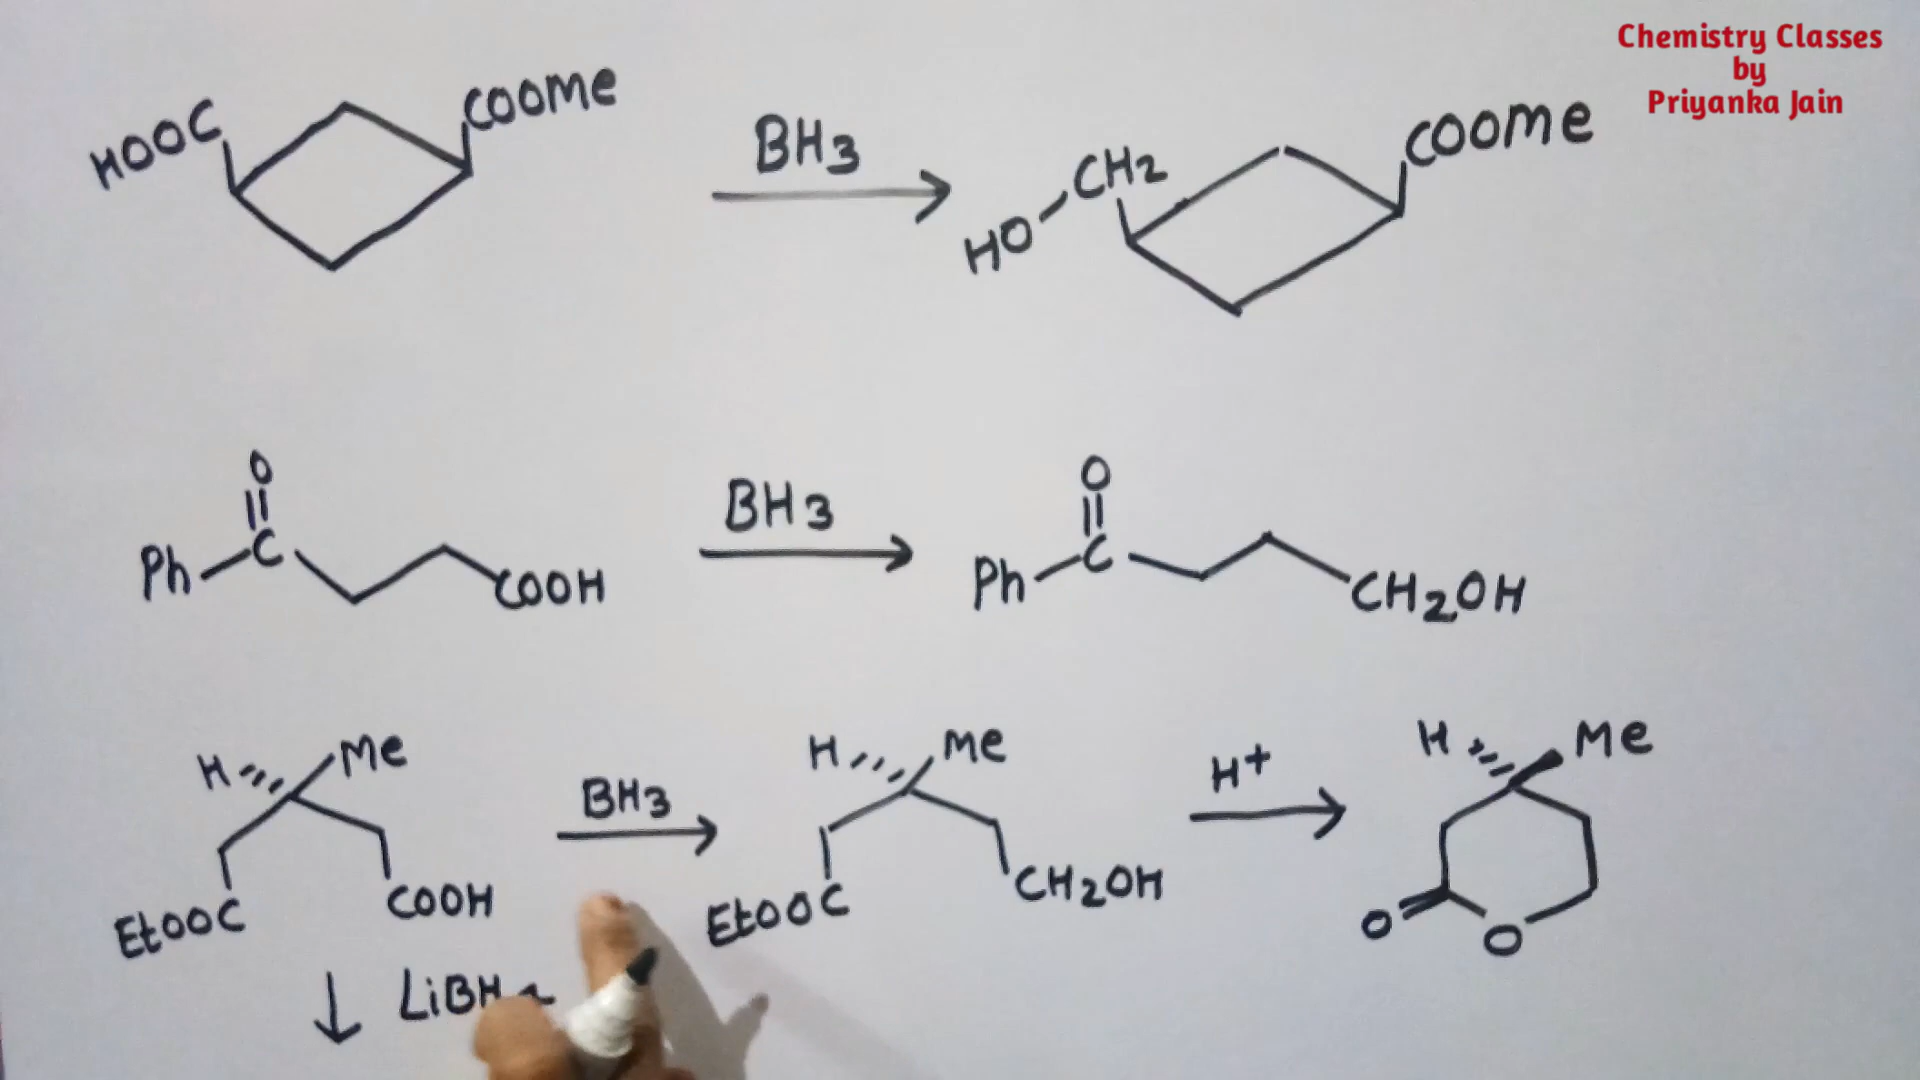 Chemistry Classes
by
Priyanka Jain
HOOC COOMe BH3 HO CH2 COOMe
O
Ph C COOH BH3 O
Ph C CH2OH
H Me EtOOC COOH BH3 H Me EtOOC CH2OH H+ H Me O O
↓ LiBH